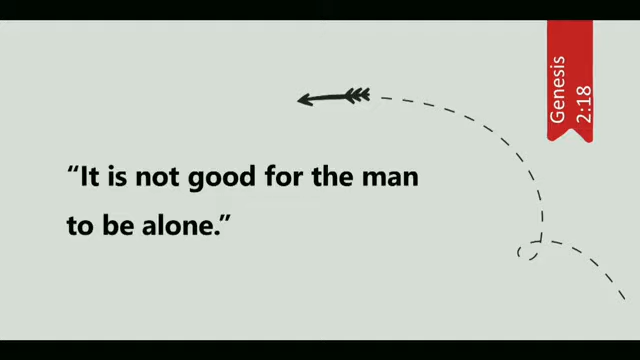 Genesis
2:18
“It is not good for the man
to be alone.”